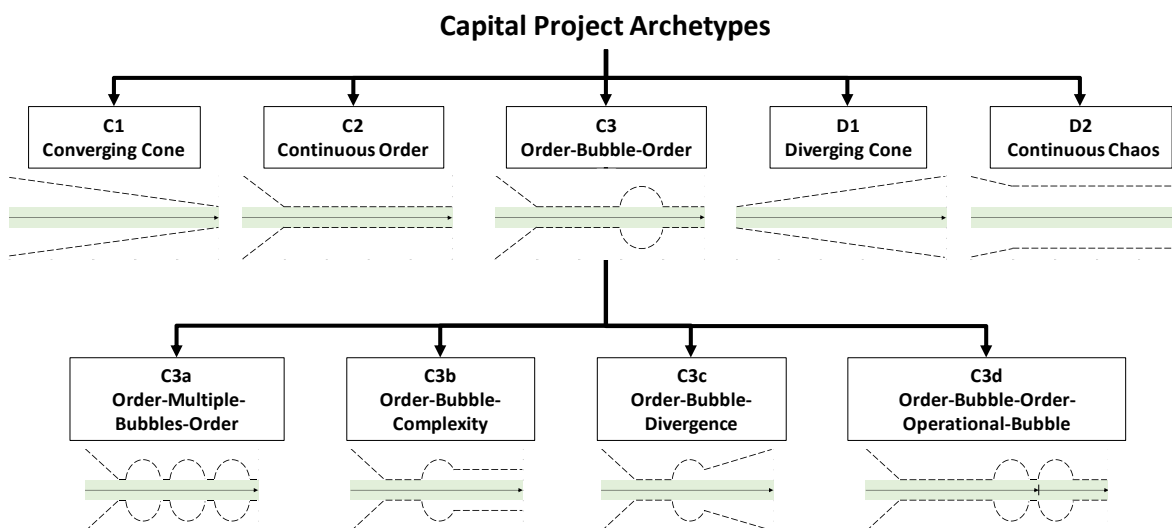 Capital Project Archetypes
C1
Converging Cone
C2
Continuous Order
C3
Order-Bubble-Order
D1
Diverging Cone
D2
Continuous Chaos
C3a
Order-Multiple-
Bubbles-Order
C3b
Order-Bubble-
Complexity
C3c
Order-Bubble-
Divergence
C3d
Order-Bubble-Order-
Operational-Bubble